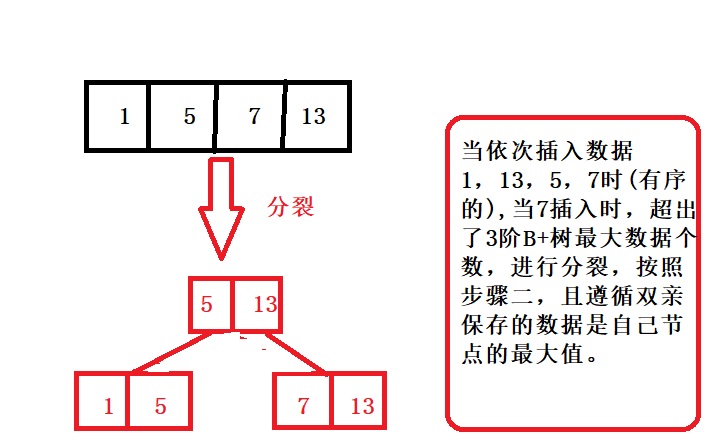 1 5 7 13
分裂
5 13
1 5 7 13
当依次插入数据
1，13，5，7时(有序
的),当7插入时，超出
了3阶B+树最大数据个
数，进行分裂，按照
步骤二，且遵循双亲
保存的数据是自己节
点的最大值。